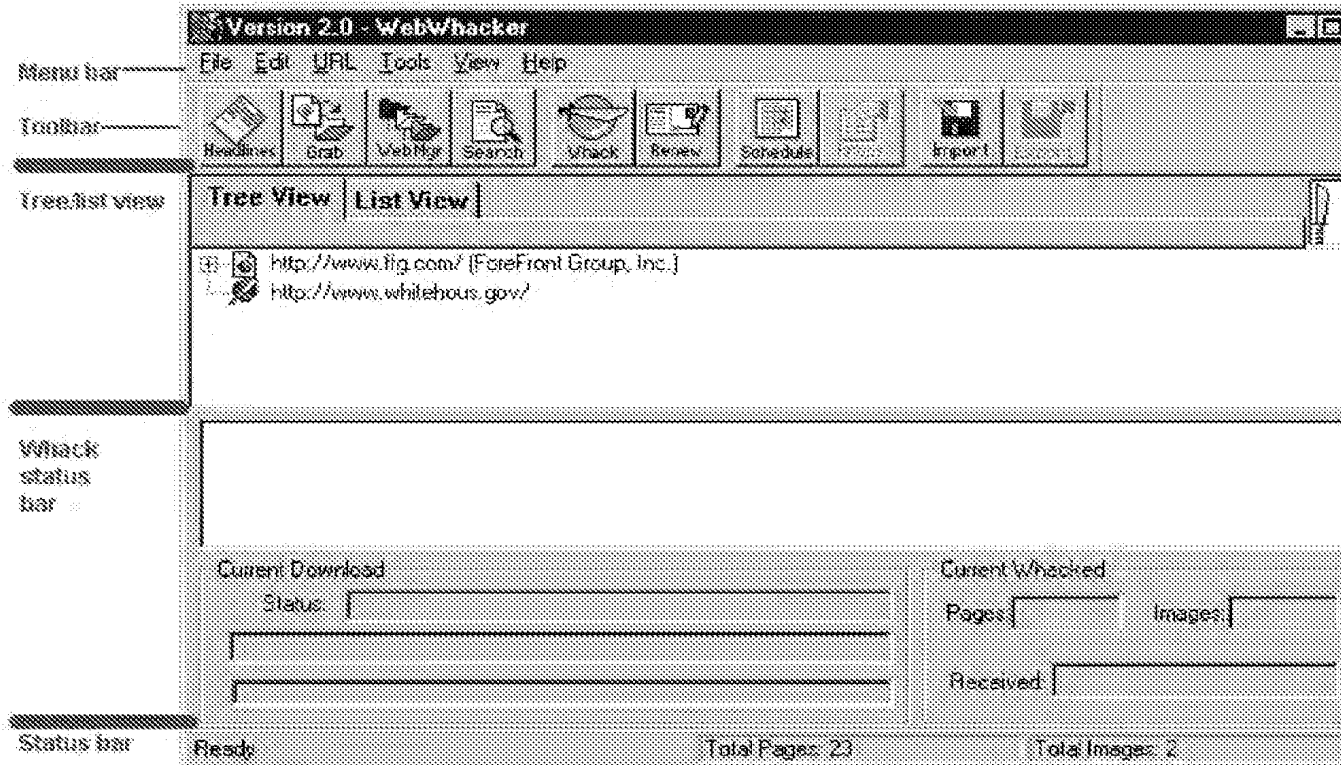 Version 2.0 - WebWhacker
Menu bar
File Edit URL Tools View Help
Toolbar
Headlines Grab WebMgr Search Whack Renew Schedule Import
Tree/list view
Tree View List View
http://www.ffg.com/ [ForeFront Group, Inc.]
http://www.whitehous.gov/
Whack
status
bar
Current Download
Status:
Current Whacked
Pages: Images:
Received:
Status bar
Ready Total Pages: 23 Total Images: 2